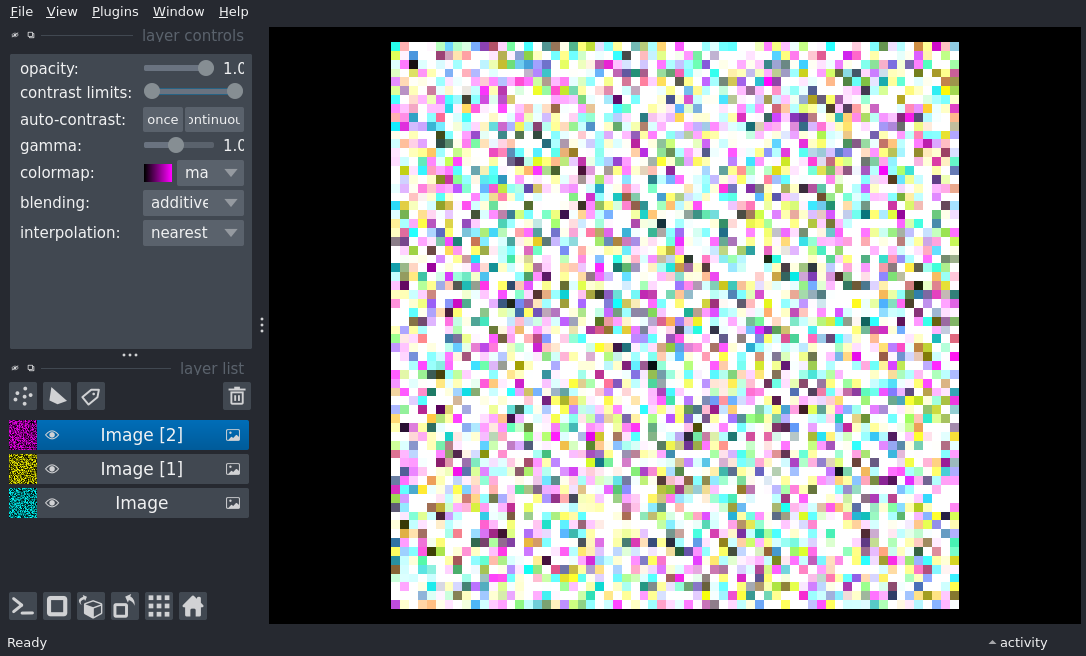 File View Plugins Window Help
layer controls
opacity: 1.0
contrast limits:
auto-contrast: once ontinuou
gamma: 1.0
colormap: ma
blending: additive
interpolation: nearest
layer list
Image [2]
Image [1]
Image
Ready activity